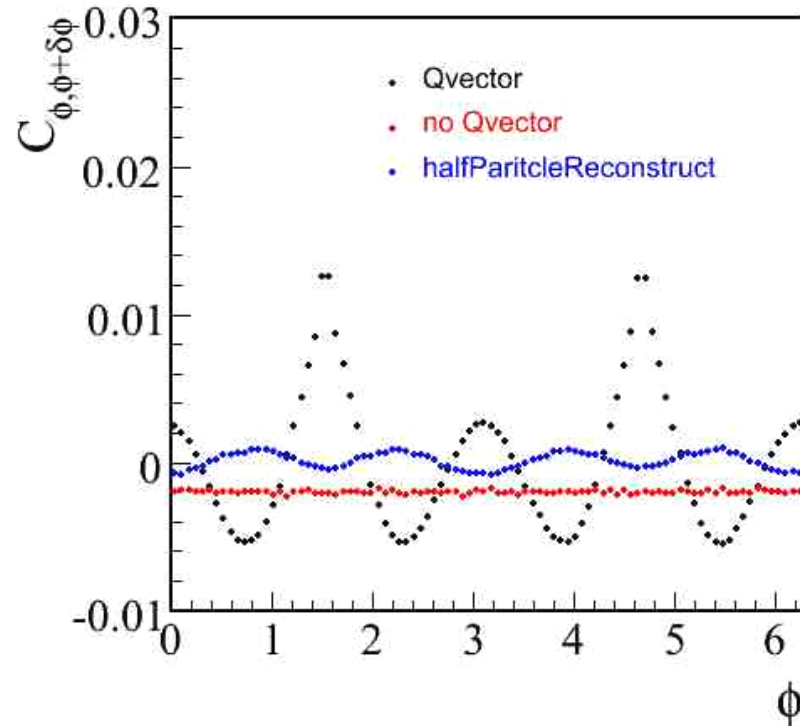 0.03
C ϕ,ϕ+δϕ
Qvector
no Qvector
halfParitcleReconstruct
0.02
0.01
0
-0.01
0 1 2 3 4 5 6
ϕ